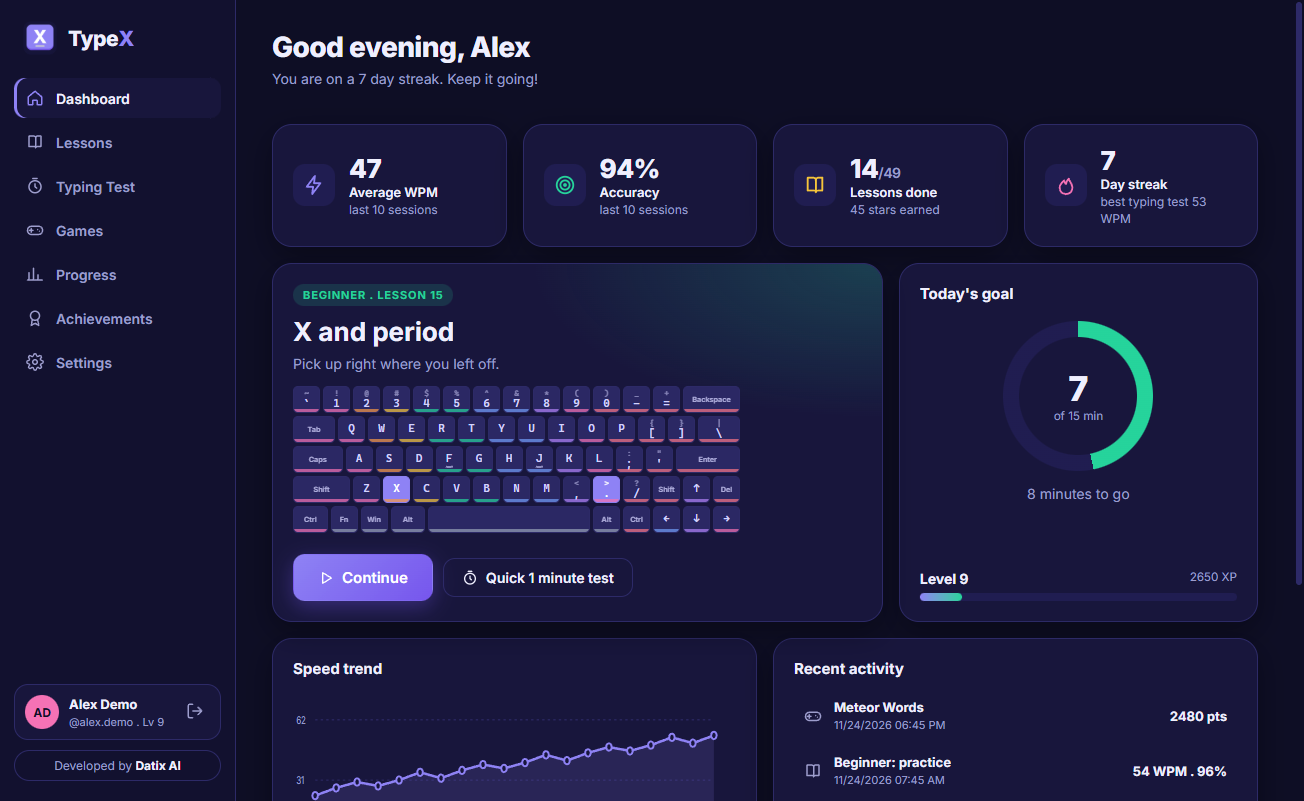 X TypeX
Dashboard
Lessons
Typing Test
Games
Progress
Achievements
Settings
AD Alex Demo
@alex.demo . Lv 9
Developed by Datix AI
Good evening, Alex
You are on a 7 day streak. Keep it going!
47
Average WPM
last 10 sessions
94%
Accuracy
last 10 sessions
14/49
Lessons done
45 stars earned
7
Day streak
best typing test 53
WPM
BEGINNER . LESSON 15
X and period
Pick up right where you left off.
! @ # $ % ^ & * ( ) _ +
` 1 2 3 4 5 6 7 8 9 0 - = Backspace
{ } |
Tab Q W E R T Y U I O P [ ] \
: "
Caps A S D F G H J K L ; ' Enter
< > ?
Shift Z X C V B N M , . / Shift ↑ Del
Ctrl Fn Win Alt Alt Ctrl ← ↓ →
Continue
Quick 1 minute test
Today's goal
7
of 15 min
8 minutes to go
Level 9 2650 XP
Speed trend
62
31
Recent activity
Meteor Words
11/24/2026 06:45 PM
2480 pts
Beginner: practice
11/24/2026 07:45 AM
54 WPM . 96%